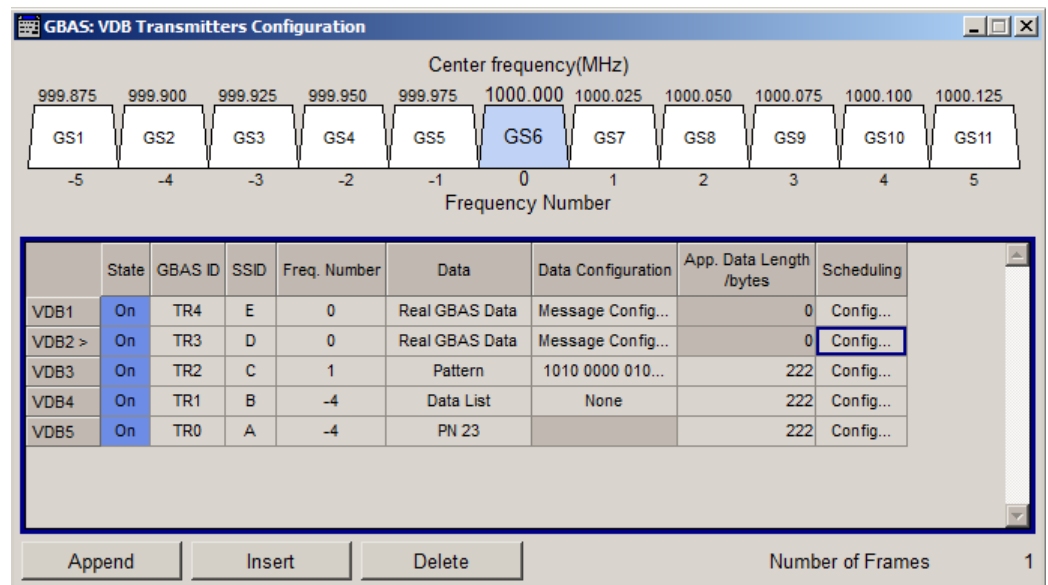 GBAS: VDB Transmitters Configuration
Center frequency(MHz)
999.875 999.900 999.925 999.950 999.975 1000.000 1000.025 1000.050 1000.075 1000.100 1000.125
GS1 GS2 GS3 GS4 GS5 GS6 GS7 GS8 GS9 GS10 GS11
-5 -4 -3 -2 -1 0 1 2 3 4 5
Frequency Number
State GBAS ID SSID Freq. Number Data Data Configuration App. Data Length /bytes Scheduling
VDB1 On TR4 E 0 Real GBAS Data Message Config... 0 Config...
VDB2 > On TR3 D 0 Real GBAS Data Message Config... 0 Config...
VDB3 On TR2 C 1 Pattern 1010 0000 010... 222 Config...
VDB4 On TR1 B -4 Data List None 222 Config...
VDB5 On TR0 A -4 PN 23 222 Config...
Append Insert Delete Number of Frames 1